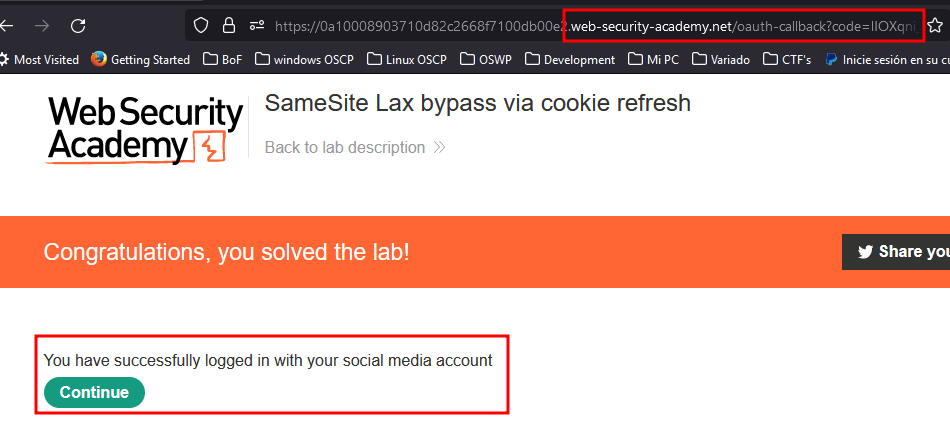 https://0a10008903710d82c2668f7100db00e2.web-security-academy.net/oauth-callback?code=IIOXqni
Most Visited Getting Started BoF windows OSCP Linux OSCP OSWP Development Mi PC Variado CTF's Inicie sesión en su cu
Web Security
Academy
SameSite Lax bypass via cookie refresh
Back to lab description
Congratulations, you solved the lab!
Share you
You have successfully logged in with your social media account
Continue